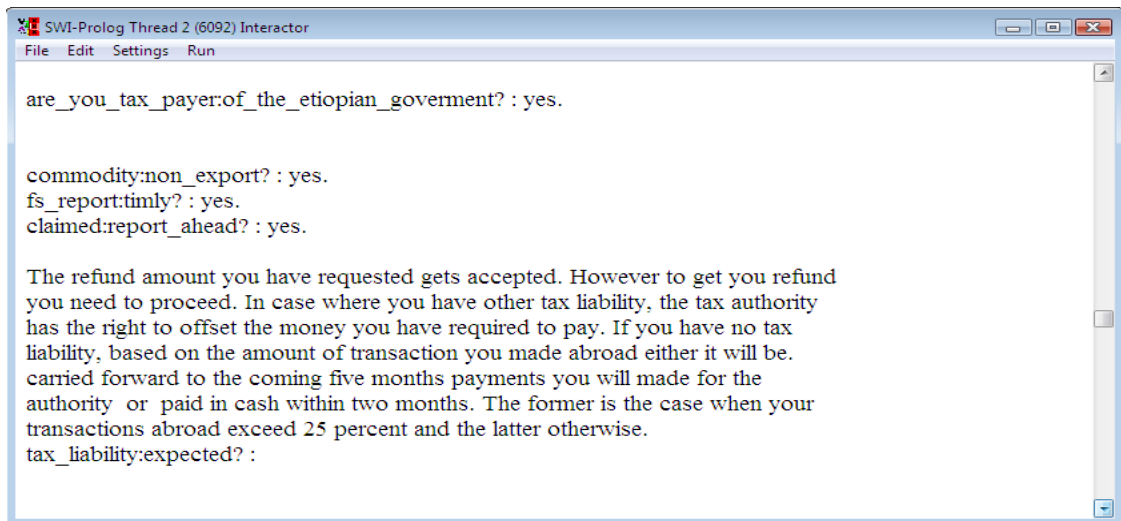 SWI-Prolog Thread 2 (6092) Interactor
File Edit Settings Run
are_you_tax_payer:of_the_etiopian_goverment? : yes.
commodity:non_export? : yes.
fs_report:timly? : yes.
claimed:report_ahead? : yes.
The refund amount you have requested gets accepted. However to get you refund
you need to proceed. In case where you have other tax liability, the tax authority
has the right to offset the money you have required to pay. If you have no tax
liability, based on the amount of transaction you made abroad either it will be.
carried forward to the coming five months payments you will made for the
authority  or  paid in cash within two months. The former is the case when your
transactions abroad exceed 25 percent and the latter otherwise.
tax_liability:expected? :